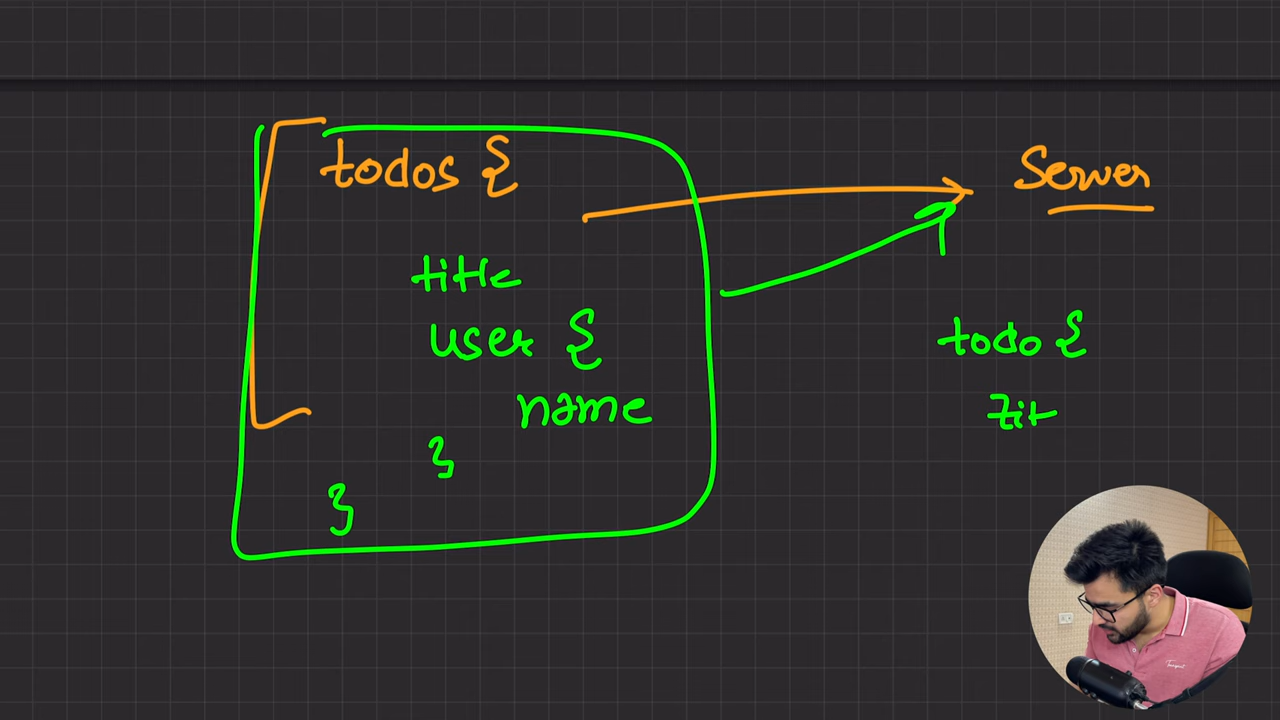 todos {
title
user {
name
}
}
Server
todo {